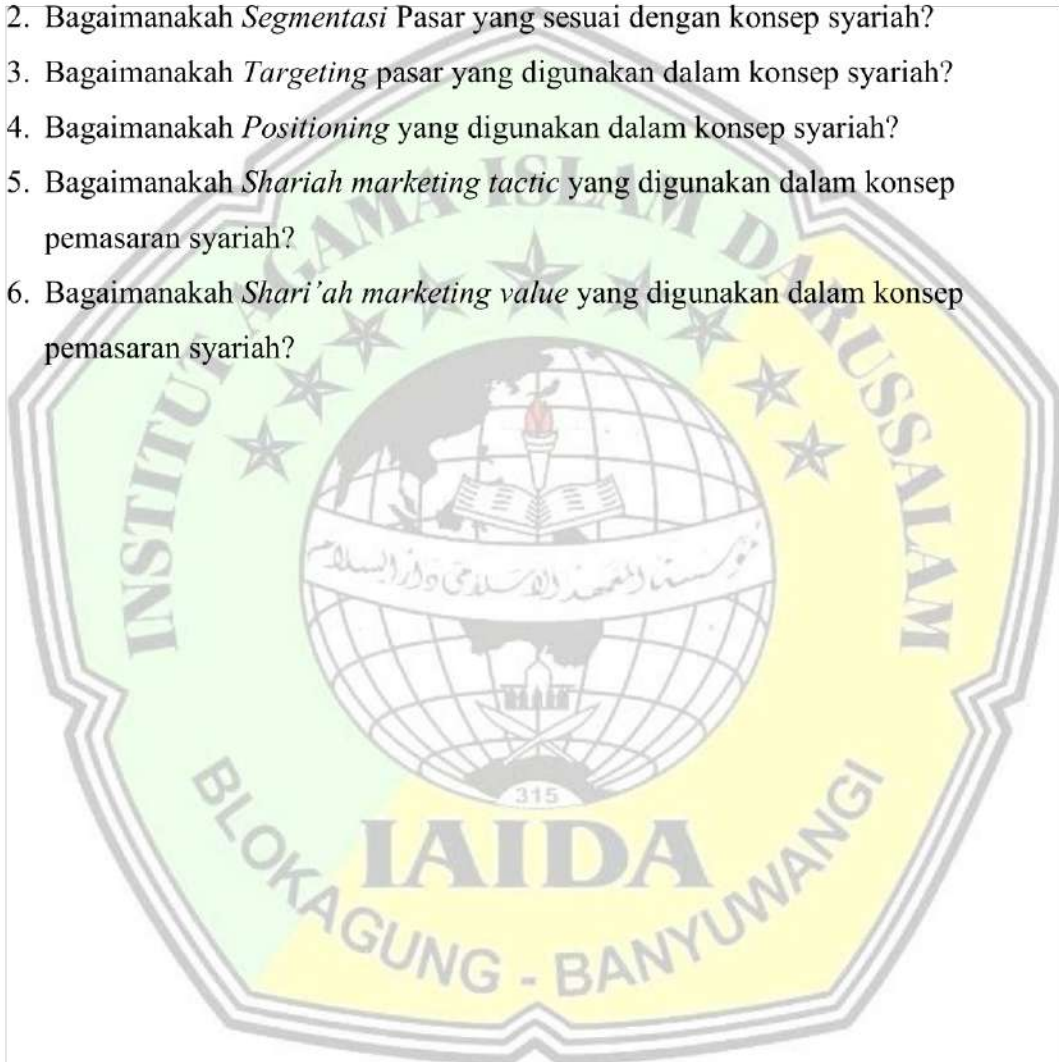 2. Bagaimanakah Segmentasi Pasar yang sesuai dengan konsep syariah?
3. Bagaimanakah Targeting pasar yang digunakan dalam konsep syariah?
4. Bagaimanakah Positioning yang digunakan dalam konsep syariah?
5. Bagaimanakah Shariah marketing tactic yang digunakan dalam konsep
pemasaran syariah?
6. Bagaimanakah Shari’ah marketing value yang digunakan dalam konsep
pemasaran syariah?
INSTITUT AGAMA ISLAM DARUSSALAM
315
IAIDA
BLOKAGUNG - BANYUWANGI